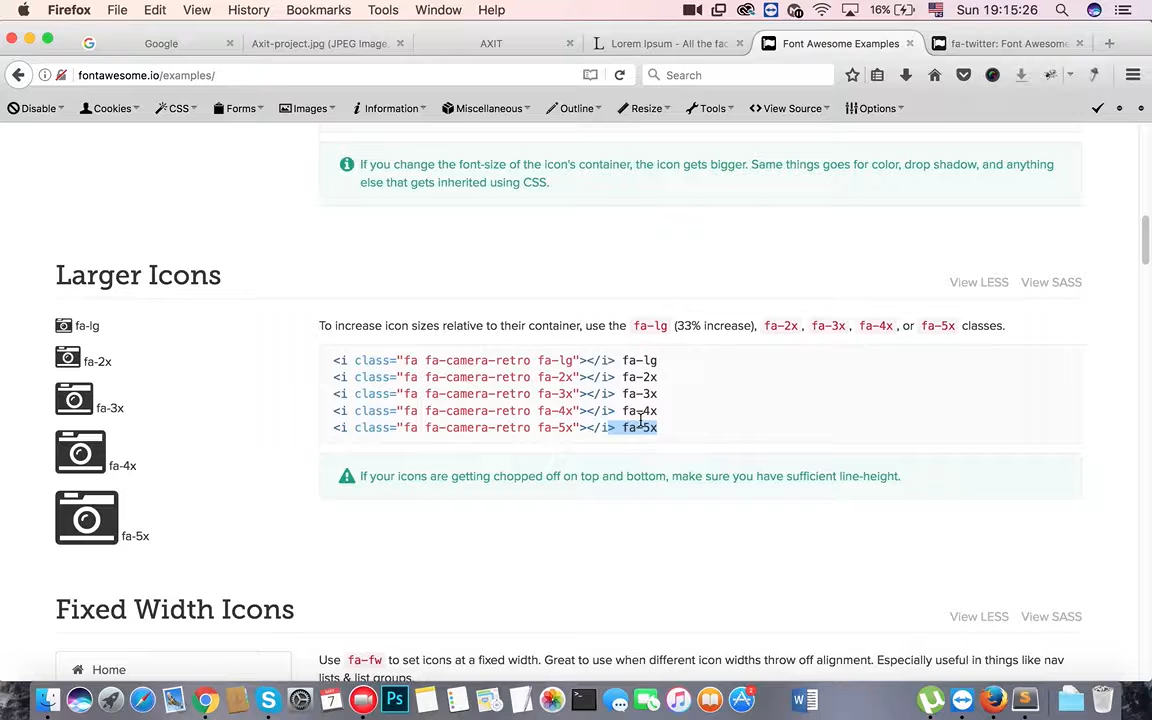 Firefox File Edit View History Bookmarks Tools Window Help 16% Sun 19:15:26
Google Axit-project.jpg (JPEG Image, AXIT Lorem Ipsum - All the fac Font Awesome Examples fa-twitter: Font Awesome
fontawesome.io/examples/ Search
Disable Cookies CSS Forms Images Information Miscellaneous Outline Resize Tools View Source Options
If you change the font-size of the icon's container, the icon gets bigger. Same things goes for color, drop shadow, and anything
else that gets inherited using CSS.
Larger Icons
View LESS View SASS
fa-lg
fa-2x
fa-3x
fa-4x
fa-5x
To increase icon sizes relative to their container, use the fa-lg (33% increase), fa-2x, fa-3x, fa-4x, or fa-5x classes.
<i class="fa fa-camera-retro fa-lg"></i> fa-lg
<i class="fa fa-camera-retro fa-2x"></i> fa-2x
<i class="fa fa-camera-retro fa-3x"></i> fa-3x
<i class="fa fa-camera-retro fa-4x"></i> fa-4x
<i class="fa fa-camera-retro fa-5x"></i> fa-5x
If your icons are getting chopped off on top and bottom, make sure you have sufficient line-height.
Fixed Width Icons
View LESS View SASS
Home
Use fa-fw to set icons at a fixed width. Great to use when different icon widths throw off alignment. Especially useful in things like nav
lists & list groups.